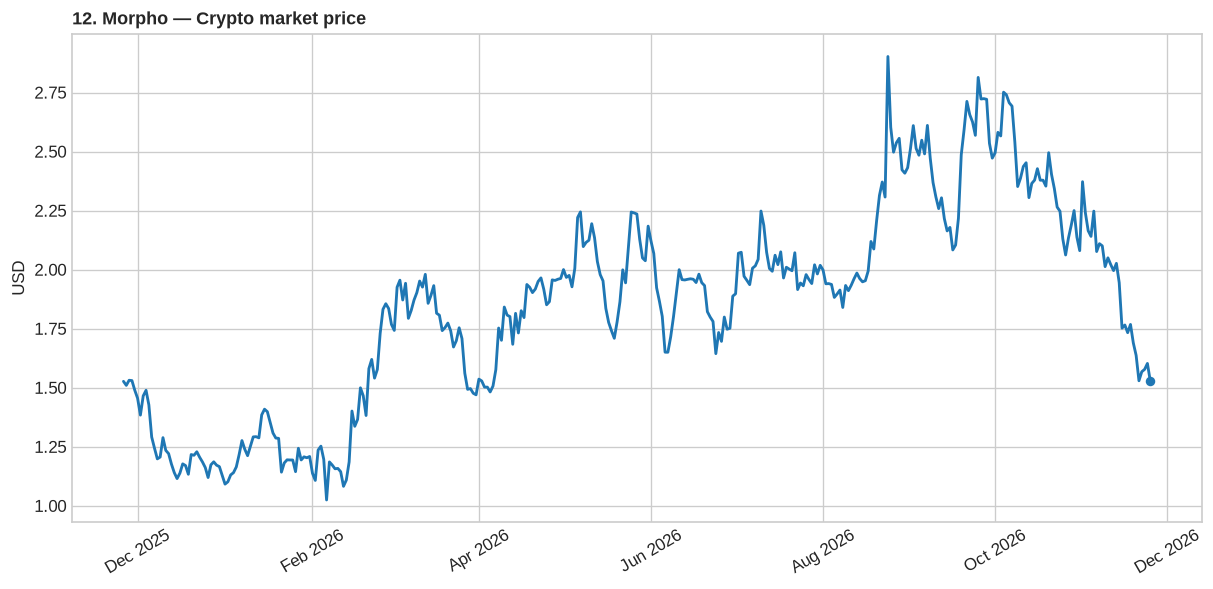 12. Morpho — Crypto market price
USD
2.75
2.50
2.25
2.00
1.75
1.50
1.25
1.00
Dec 2025
Feb 2026
Apr 2026
Jun 2026
Aug 2026
Oct 2026
Dec 2026